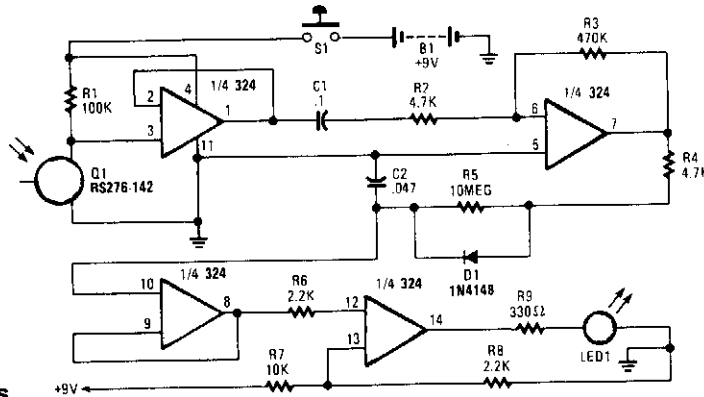 S1
B1
+9V
R3
470K
R1
100K
1/4 324
4
2
1
3
11
C1
.1
R2
4.7K
1/4 324
6
7
5
R4
4.7K
Q1
RS276-142
C2
.047
R5
10MEG
D1
1N4148
1/4 324
10
8
9
R6
2.2K
1/4 324
12
14
13
R9
330Ω
LED1
R7
10K
R8
2.2K
+9V